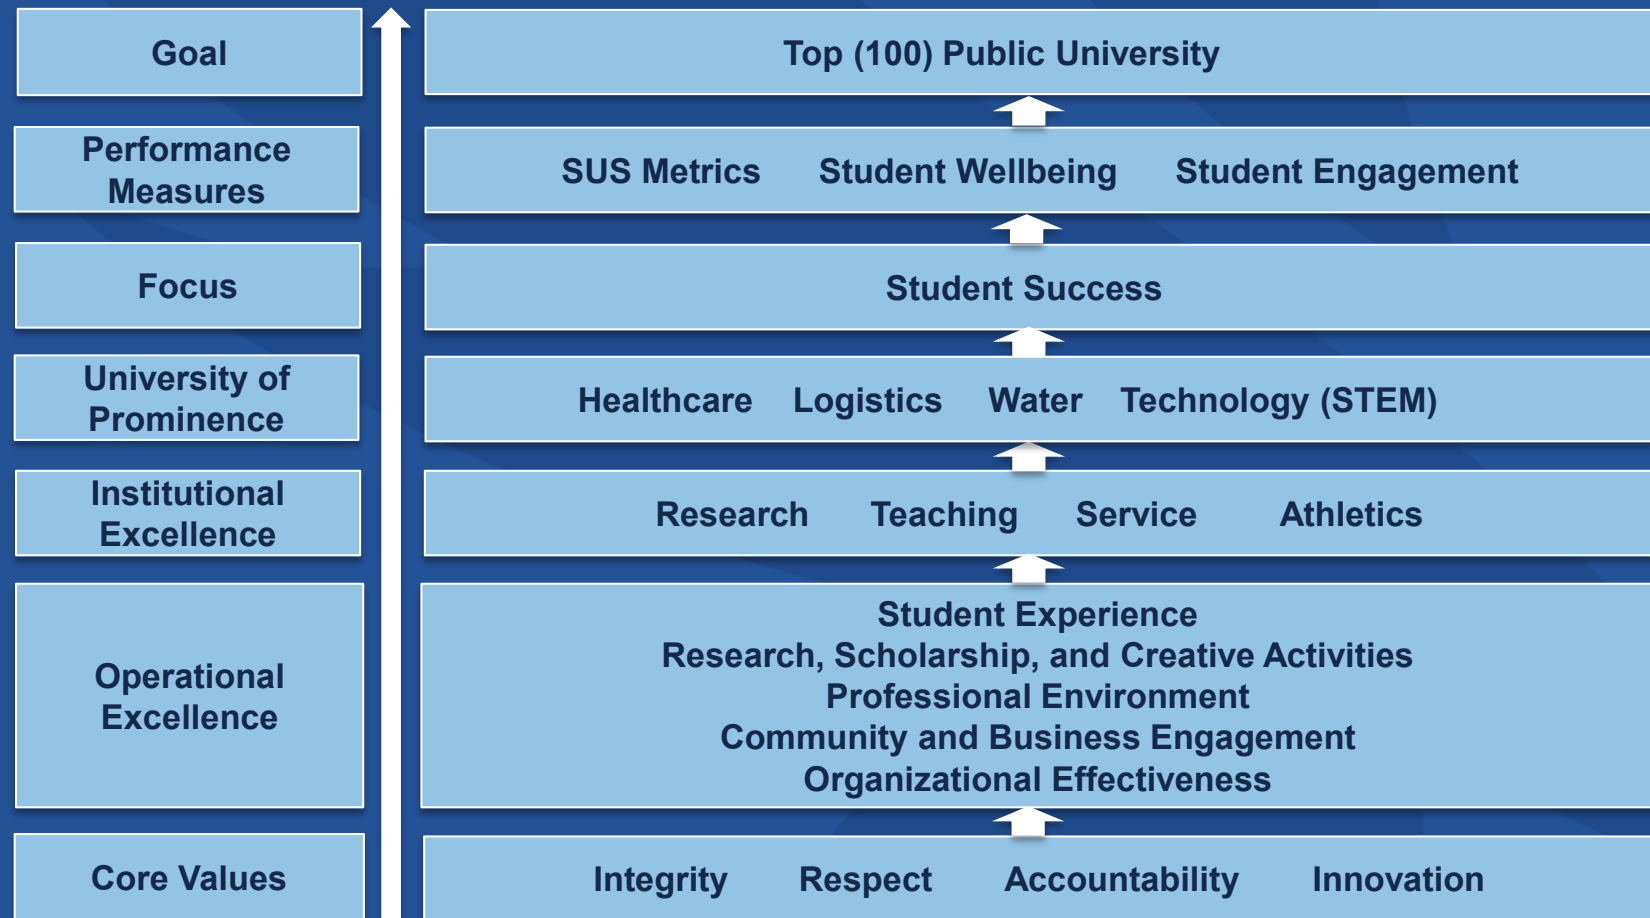 Goal
Top (100) Public University
Performance
Measures
SUS Metrics Student Wellbeing Student Engagement
Focus
Student Success
University of
Prominence
Healthcare Logistics Water Technology (STEM)
Institutional
Excellence
Research Teaching Service Athletics
Operational
Excellence
Student Experience
Research, Scholarship, and Creative Activities
Professional Environment
Community and Business Engagement
Organizational Effectiveness
Core Values
Integrity Respect Accountability Innovation